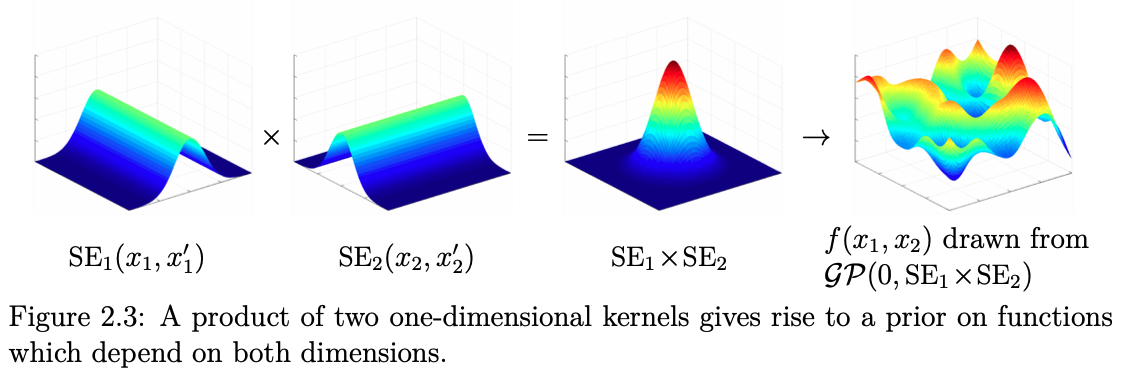 × = →
SE₁(x₁, x′₁) SE₂(x₂, x′₂) SE₁ × SE₂ f(x₁, x₂) drawn from
𝒢𝒫(0, SE₁ × SE₂)
Figure 2.3: A product of two one-dimensional kernels gives rise to a prior on functions
which depend on both dimensions.